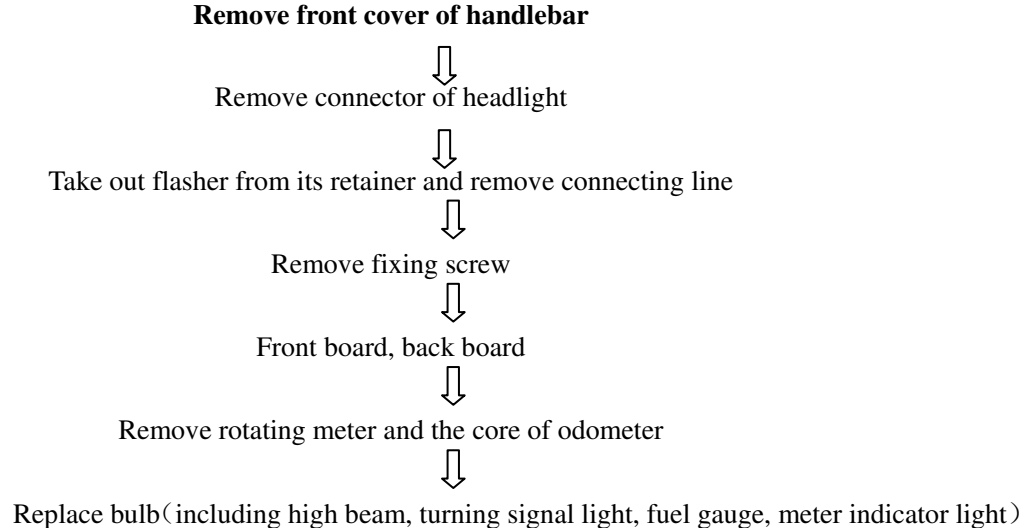 Remove front cover of handlebar
Remove connector of headlight
Take out flasher from its retainer and remove connecting line
Remove fixing screw
Front board, back board
Remove rotating meter and the core of odometer
Replace bulb（including high beam, turning signal light, fuel gauge, meter indicator light）